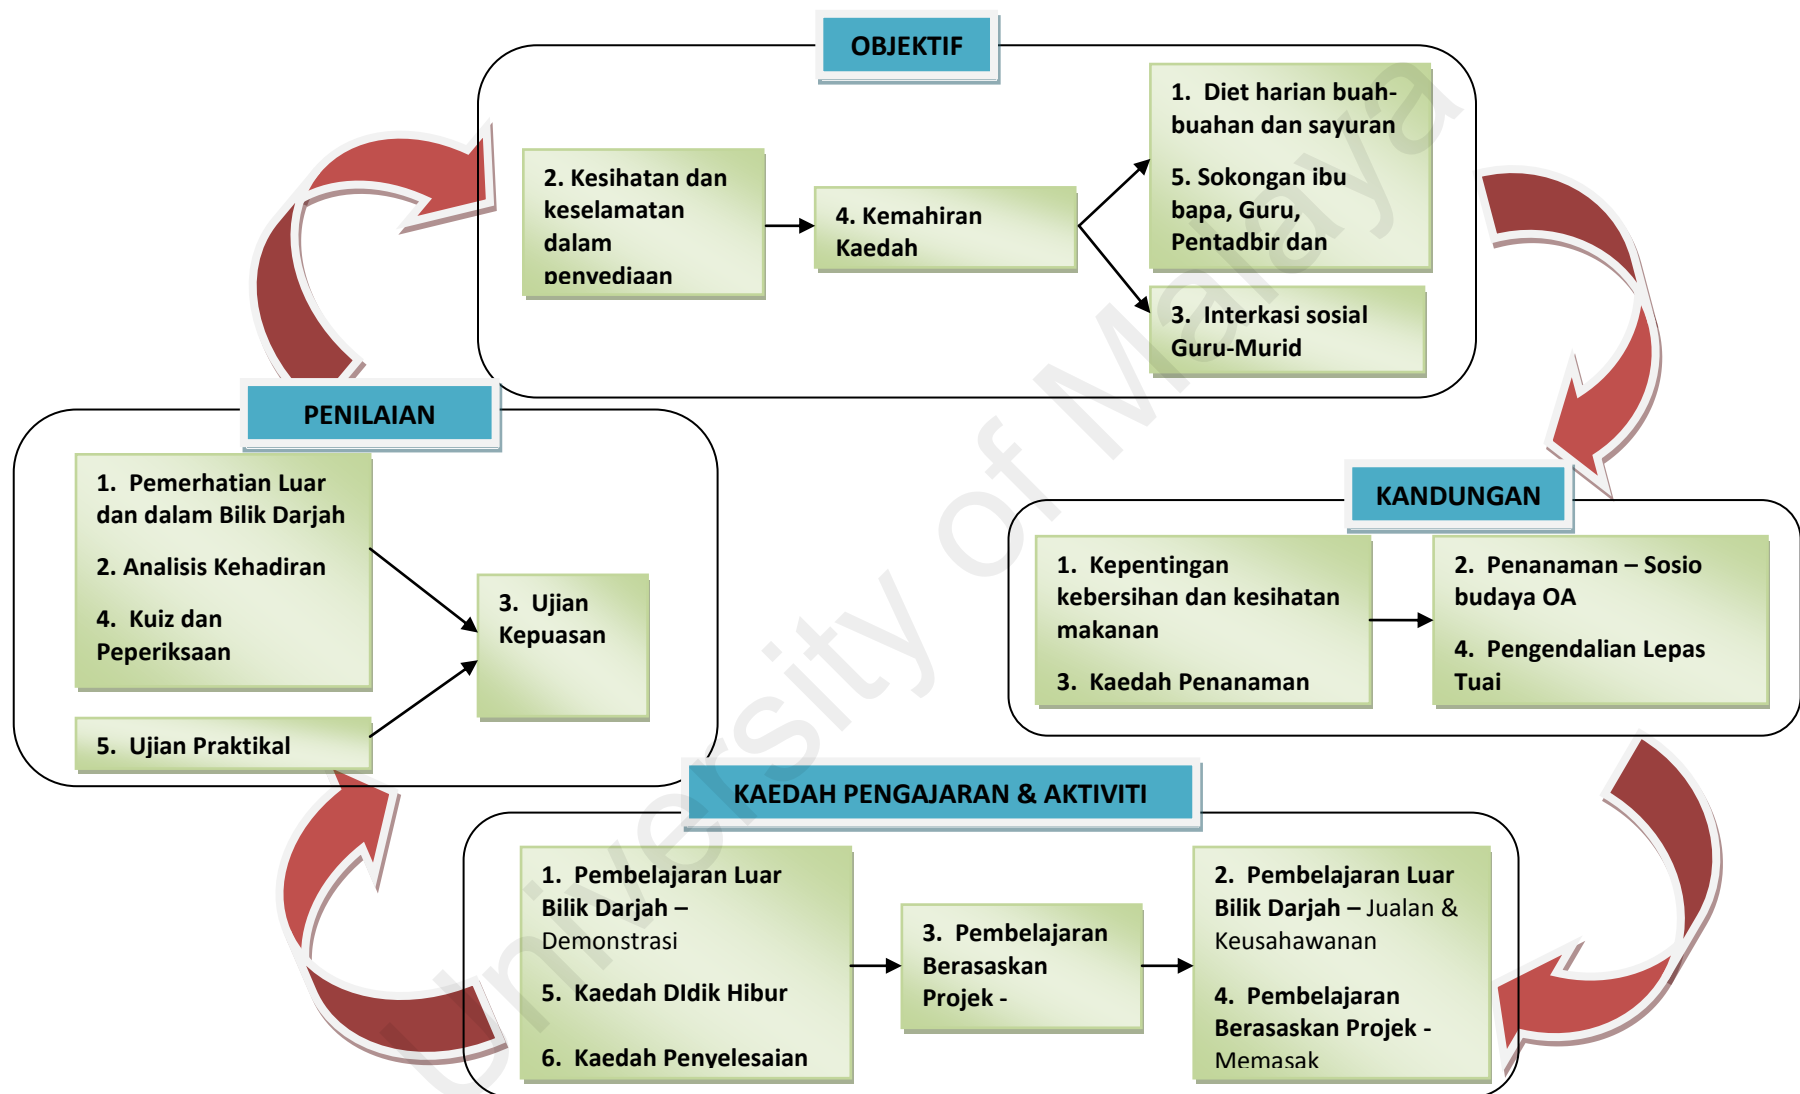 OBJEKTIF
2. Kesihatan dan
keselamatan
dalam
penyediaan
4. Kemahiran
Kaedah
1. Diet harian buah-
buahan dan sayuran
5. Sokongan ibu
bapa, Guru,
Pentadbir dan
3. Interkasi sosial
Guru-Murid
PENILAIAN
1. Pemerhatian Luar
dan dalam Bilik Darjah
2. Analisis Kehadiran
4. Kuiz dan
Peperiksaan
5. Ujian Praktikal
3. Ujian
Kepuasan
KANDUNGAN
1. Kepentingan
kebersihan dan kesihatan
makanan
3. Kaedah Penanaman
2. Penanaman – Sosio
budaya OA
4. Pengendalian Lepas
Tuai
KAEDAH PENGAJARAN & AKTIVITI
1. Pembelajaran Luar
Bilik Darjah –
Demonstrasi
5. Kaedah DIdik Hibur
6. Kaedah Penyelesaian
3. Pembelajaran
Berasaskan
Projek -
2. Pembelajaran Luar
Bilik Darjah – Jualan &
Keusahawanan
4. Pembelajaran
Berasaskan Projek -
Memasak
University of Malaya